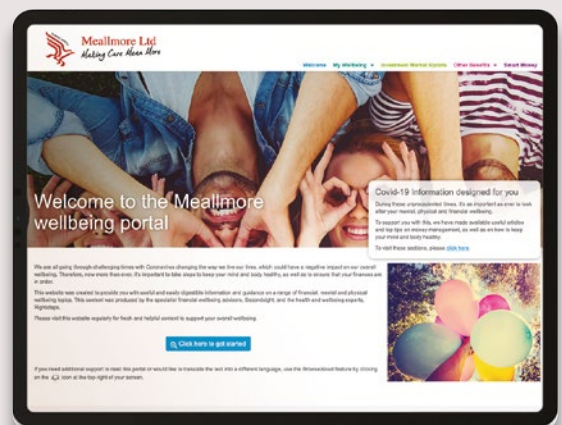 Meallmore Ltd
Making Care Mean More
Welcome My Wellbeing Investment Market Update Other Benefits Smart Money
Welcome to the Meallmore
wellbeing portal
Covid-19 Information designed for you
During these unprecedented times, it's as important as ever to look
after your mental, physical and financial wellbeing.
To support you with this, we have made available useful articles
and top tips on money management, as well as on how to keep
your mind and body healthy.
To visit these sections, please click here.
We are all going through challenging times with Coronavirus changing the way we live our lives, which could have a negative impact on our overall
wellbeing. Therefore, now more than ever, it's important to take steps to keep your mind and body healthy, as well as to ensure that your finances are
in order.
This website was created to provide you with useful and easily digestible information and guidance on a range of financial, mental and physical
wellbeing topics. This content was produced by the specialist financial wellbeing advisors, Secondsight, and the health and wellbeing experts,
Rightsteps.
Please visit this website regularly for fresh and helpful content to support your overall wellbeing.
Click here to get started
If you need additional support to read this portal or would like to translate the text into a different language, use the feature by clicking
on the icon at the top right of your screen.